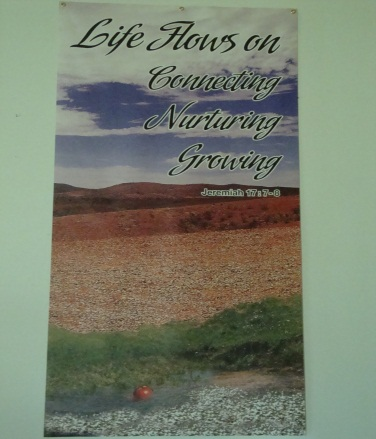 Life Flows on
Connecting
Nurturing
Growing
Jeremiah 17:7-8